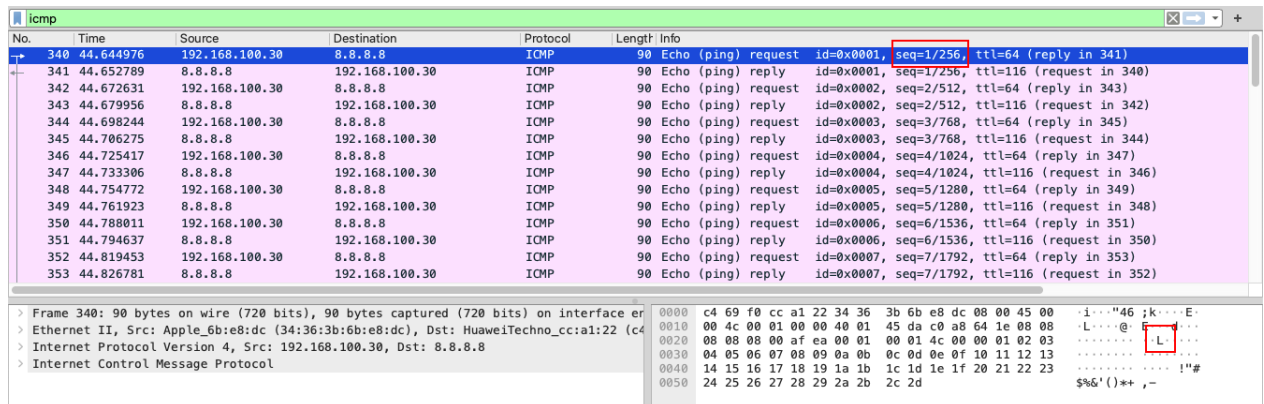 icmp
No. Time Source Destination Protocol Length Info
340 44.644976 192.168.100.30 8.8.8.8 ICMP 90 Echo (ping) request id=0x0001, seq=1/256, ttl=64 (reply in 341)
341 44.652789 8.8.8.8 192.168.100.30 ICMP 90 Echo (ping) reply id=0x0001, seq=1/256, ttl=116 (request in 340)
342 44.672631 192.168.100.30 8.8.8.8 ICMP 90 Echo (ping) request id=0x0002, seq=2/512, ttl=64 (reply in 343)
343 44.679956 8.8.8.8 192.168.100.30 ICMP 90 Echo (ping) reply id=0x0002, seq=2/512, ttl=116 (request in 342)
344 44.698244 192.168.100.30 8.8.8.8 ICMP 90 Echo (ping) request id=0x0003, seq=3/768, ttl=64 (reply in 345)
345 44.706275 8.8.8.8 192.168.100.30 ICMP 90 Echo (ping) reply id=0x0003, seq=3/768, ttl=116 (request in 344)
346 44.725417 192.168.100.30 8.8.8.8 ICMP 90 Echo (ping) request id=0x0004, seq=4/1024, ttl=64 (reply in 347)
347 44.733306 8.8.8.8 192.168.100.30 ICMP 90 Echo (ping) reply id=0x0004, seq=4/1024, ttl=116 (request in 346)
348 44.754772 192.168.100.30 8.8.8.8 ICMP 90 Echo (ping) request id=0x0005, seq=5/1280, ttl=64 (reply in 349)
349 44.761923 8.8.8.8 192.168.100.30 ICMP 90 Echo (ping) reply id=0x0005, seq=5/1280, ttl=116 (request in 348)
350 44.788011 192.168.100.30 8.8.8.8 ICMP 90 Echo (ping) request id=0x0006, seq=6/1536, ttl=64 (reply in 351)
351 44.794637 8.8.8.8 192.168.100.30 ICMP 90 Echo (ping) reply id=0x0006, seq=6/1536, ttl=116 (request in 350)
352 44.819453 192.168.100.30 8.8.8.8 ICMP 90 Echo (ping) request id=0x0007, seq=7/1792, ttl=64 (reply in 353)
353 44.826781 8.8.8.8 192.168.100.30 ICMP 90 Echo (ping) reply id=0x0007, seq=7/1792, ttl=116 (request in 352)
> Frame 340: 90 bytes on wire (720 bits), 90 bytes captured (720 bits) on interface er
> Ethernet II, Src: Apple_6b:e8:dc (34:36:3b:6b:e8:dc), Dst: HuaweiTechno_cc:a1:22 (c4
> Internet Protocol Version 4, Src: 192.168.100.30, Dst: 8.8.8.8
> Internet Control Message Protocol
0000 c4 69 f0 cc a1 22 34 36 3b 6b e8 dc 08 00 45 00 ·i···"46 ;k····E·
0010 00 4c 00 01 00 00 40 01 45 da c0 a8 64 1e 08 08 ·L····@· E···d···
0020 08 08 08 00 af ea 00 01 00 01 4c 00 00 01 02 03 ········ ··L·····
0030 04 05 06 07 08 09 0a 0b 0c 0d 0e 0f 10 11 12 13 ········ ········
0040 14 15 16 17 18 19 1a 1b 1c 1d 1e 1f 20 21 22 23 ········ ···· !"#
0050 24 25 26 27 28 29 2a 2b 2c 2d $%&'()*+ ,-